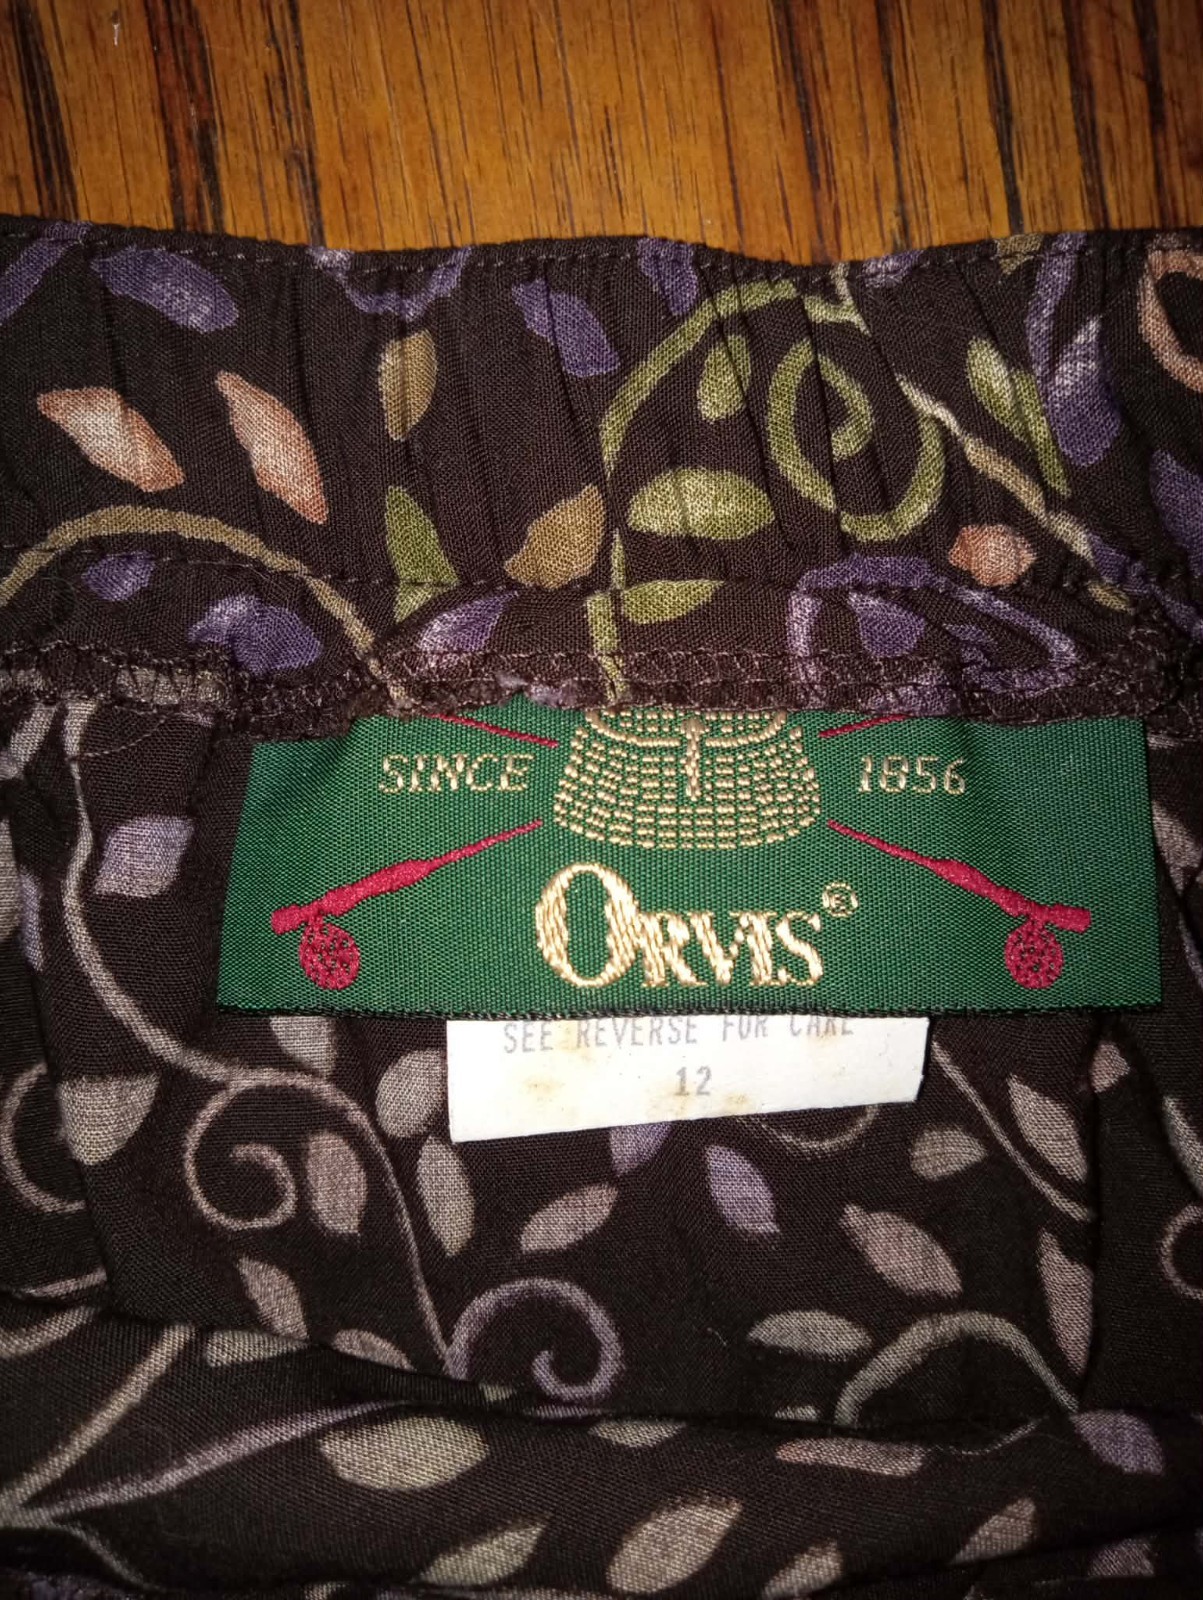 SINCE 1856
ORVIS®
SEE REVERSE FOR CARE
12